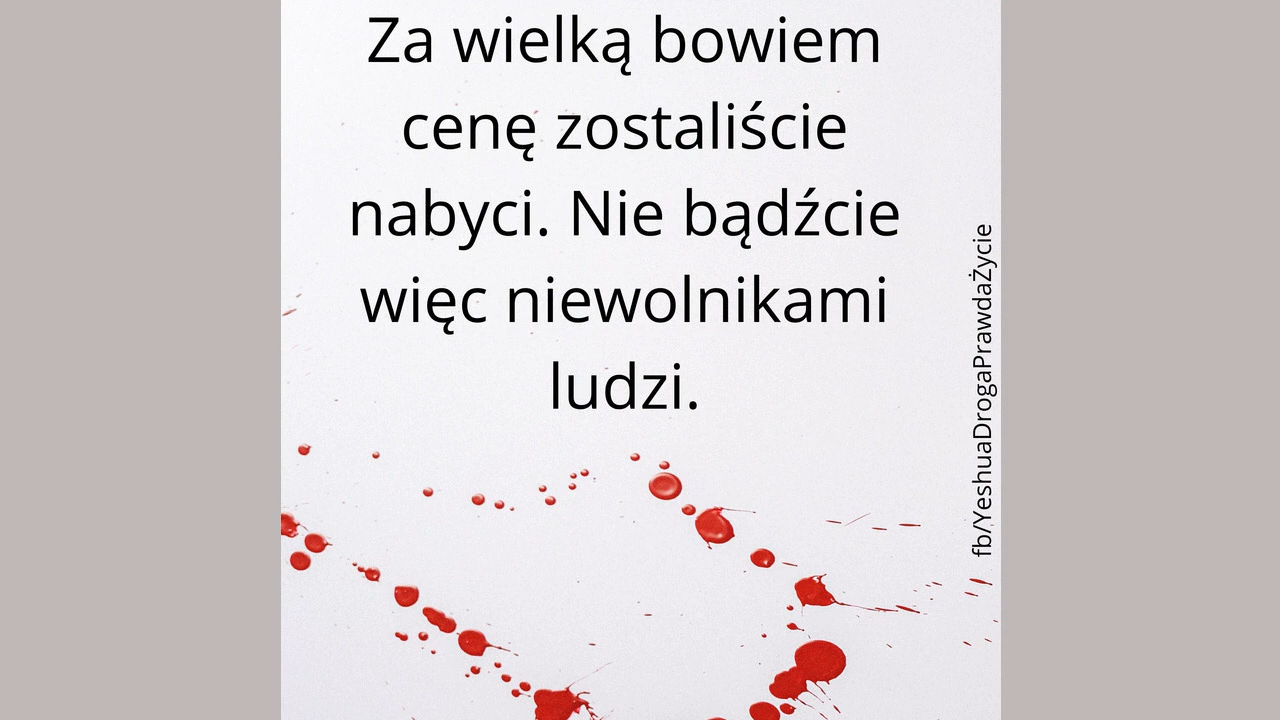 Za wielką bowiem
cenę zostaliście
nabyci. Nie bądźcie
więc niewolnikami
ludzi.
fb/YeshuaDrogaPrawdaŻycie